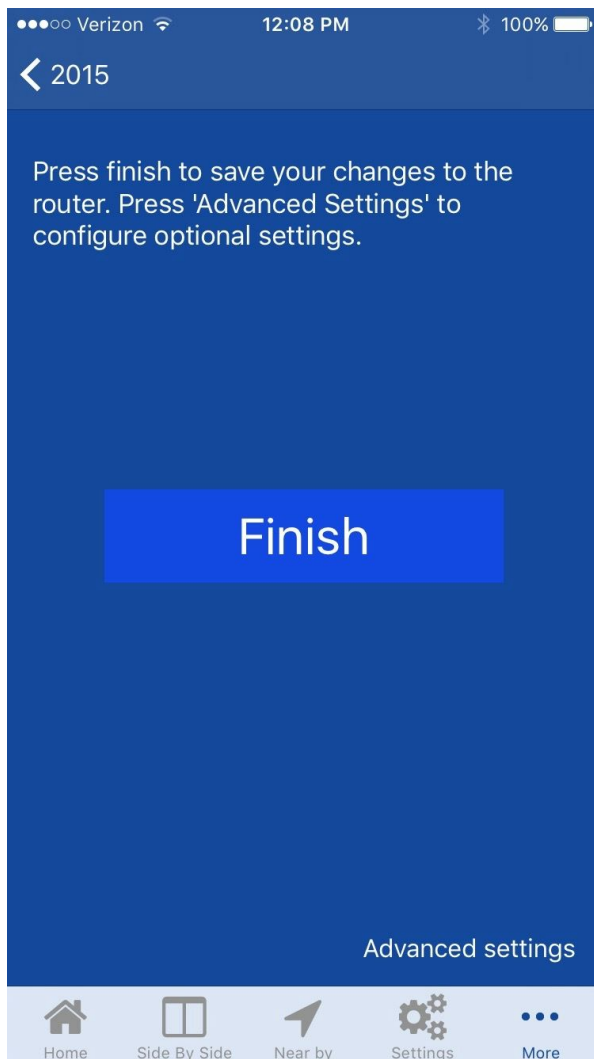 Verizon 12:08 PM 100%
2015
Press finish to save your changes to the
router. Press 'Advanced Settings' to
configure optional settings.
Finish
Advanced settings
Home Side By Side Near by Settings More